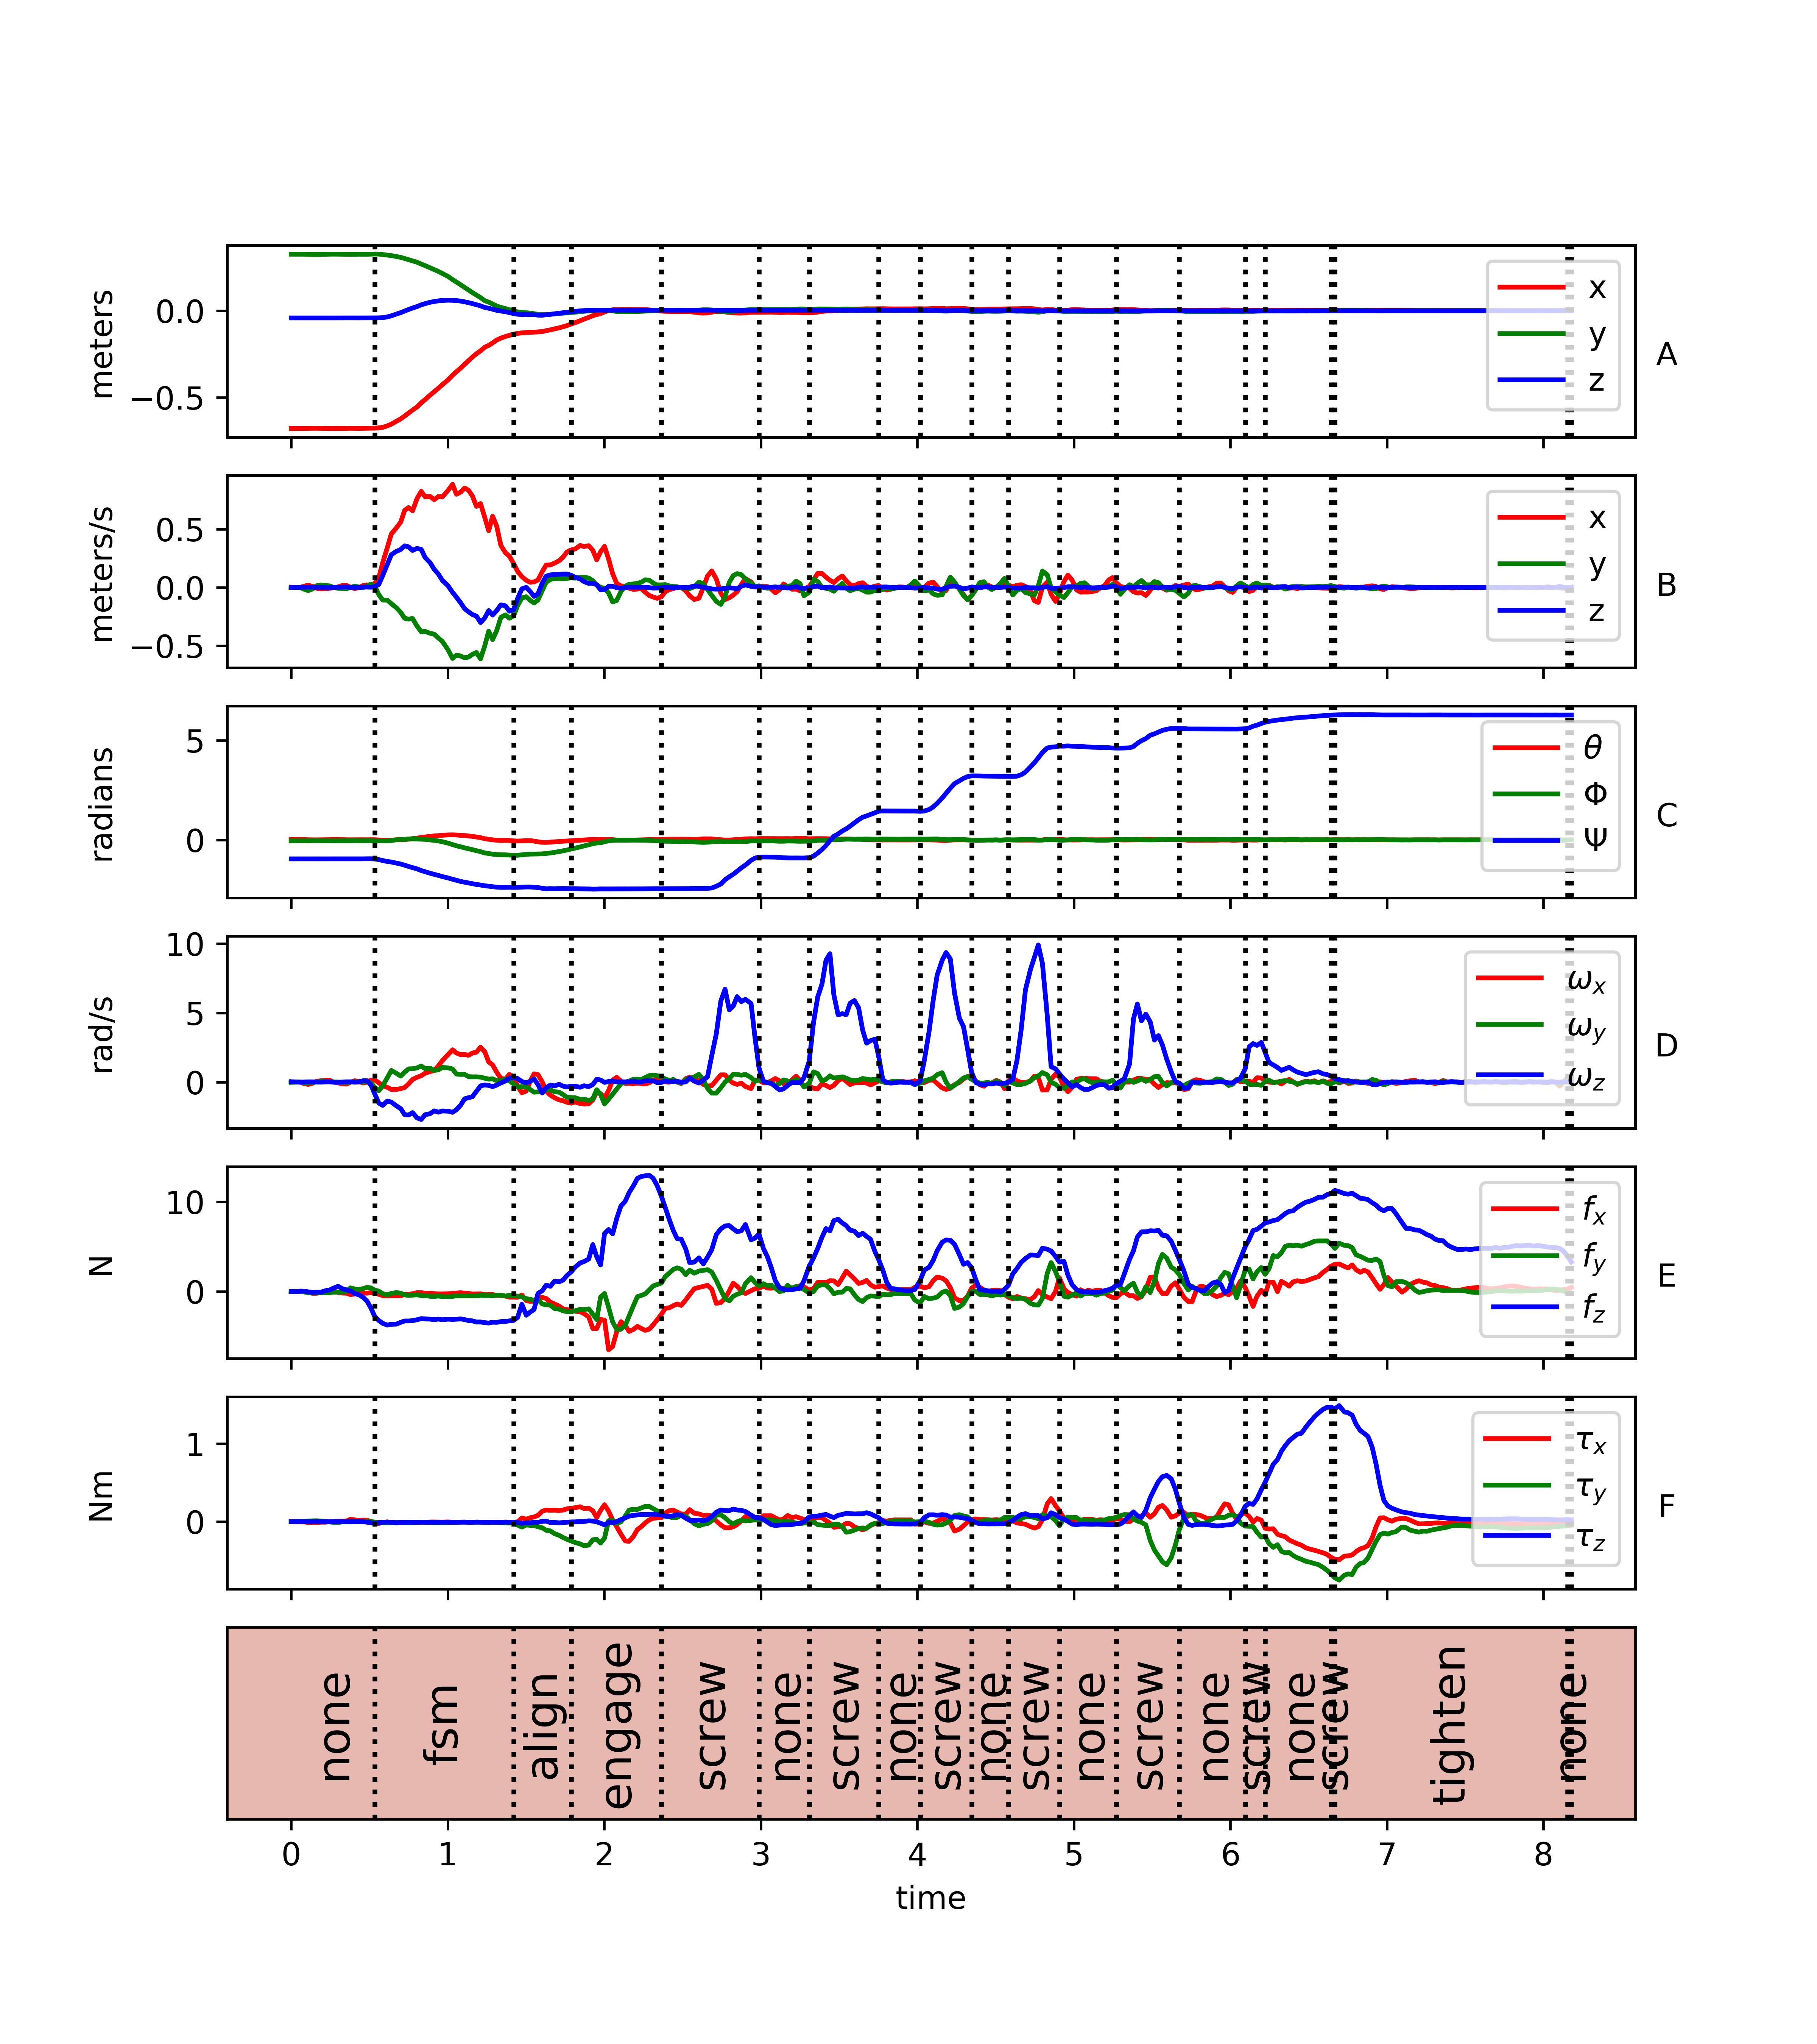 meters
0.0
−0.5
x
y
z
A
meters/s
0.5
0.0
−0.5
x
y
z
B
radians
5
0
θ
Φ
Ψ
C
rad/s
10
5
0
ωx
ωy
ωz
D
N
10
0
fx
fy
fz
E
Nm
1
0
τx
τy
τz
F
none
fsm
align
engage
screw
none
screw
none
screw
none
screw
none
screw
none
screw
none
screw
tighten
none
0 1 2 3 4 5 6 7 8
time